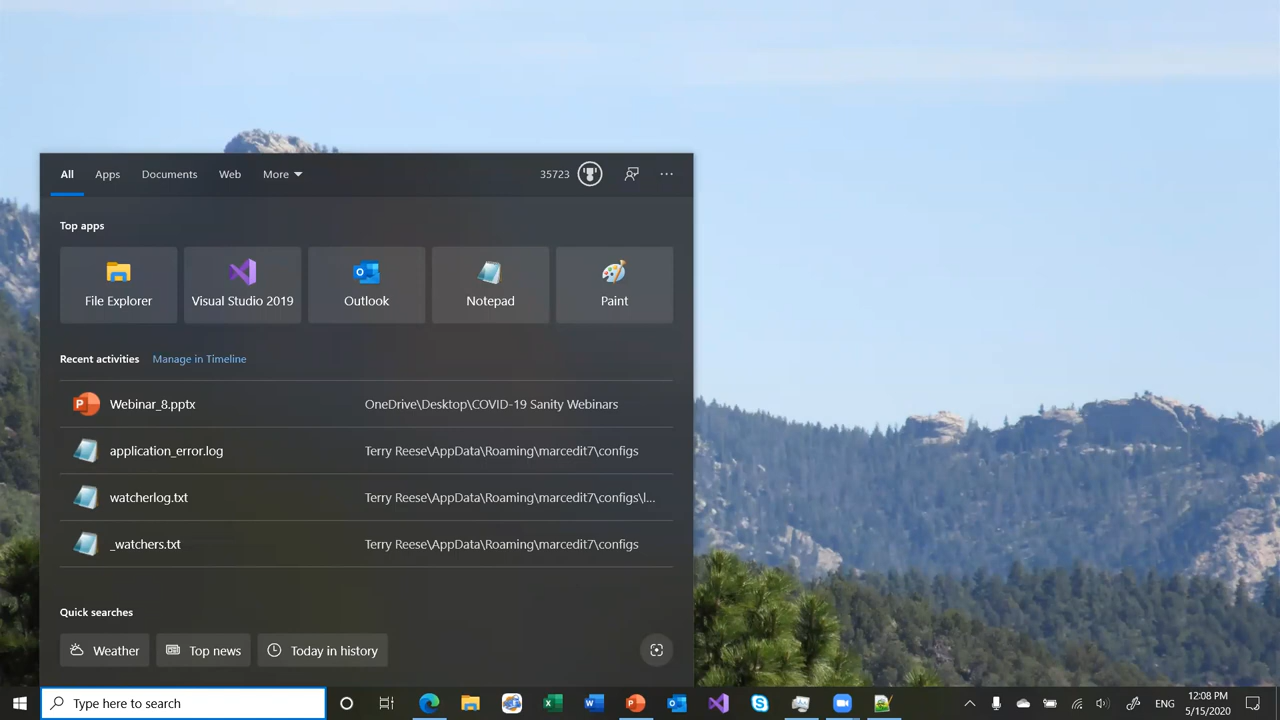 All Apps Documents Web More 35723
Top apps
File Explorer Visual Studio 2019 Outlook Notepad Paint
Recent activities Manage in Timeline
Webinar_8.pptx OneDrive\Desktop\COVID-19 Sanity Webinars
application_error.log Terry Reese\AppData\Roaming\marcedit7\configs
watcherlog.txt Terry Reese\AppData\Roaming\marcedit7\configs\l...
_watchers.txt Terry Reese\AppData\Roaming\marcedit7\configs
Quick searches
Weather Top news Today in history
Type here to search ENG 12:08 PM
5/15/2020